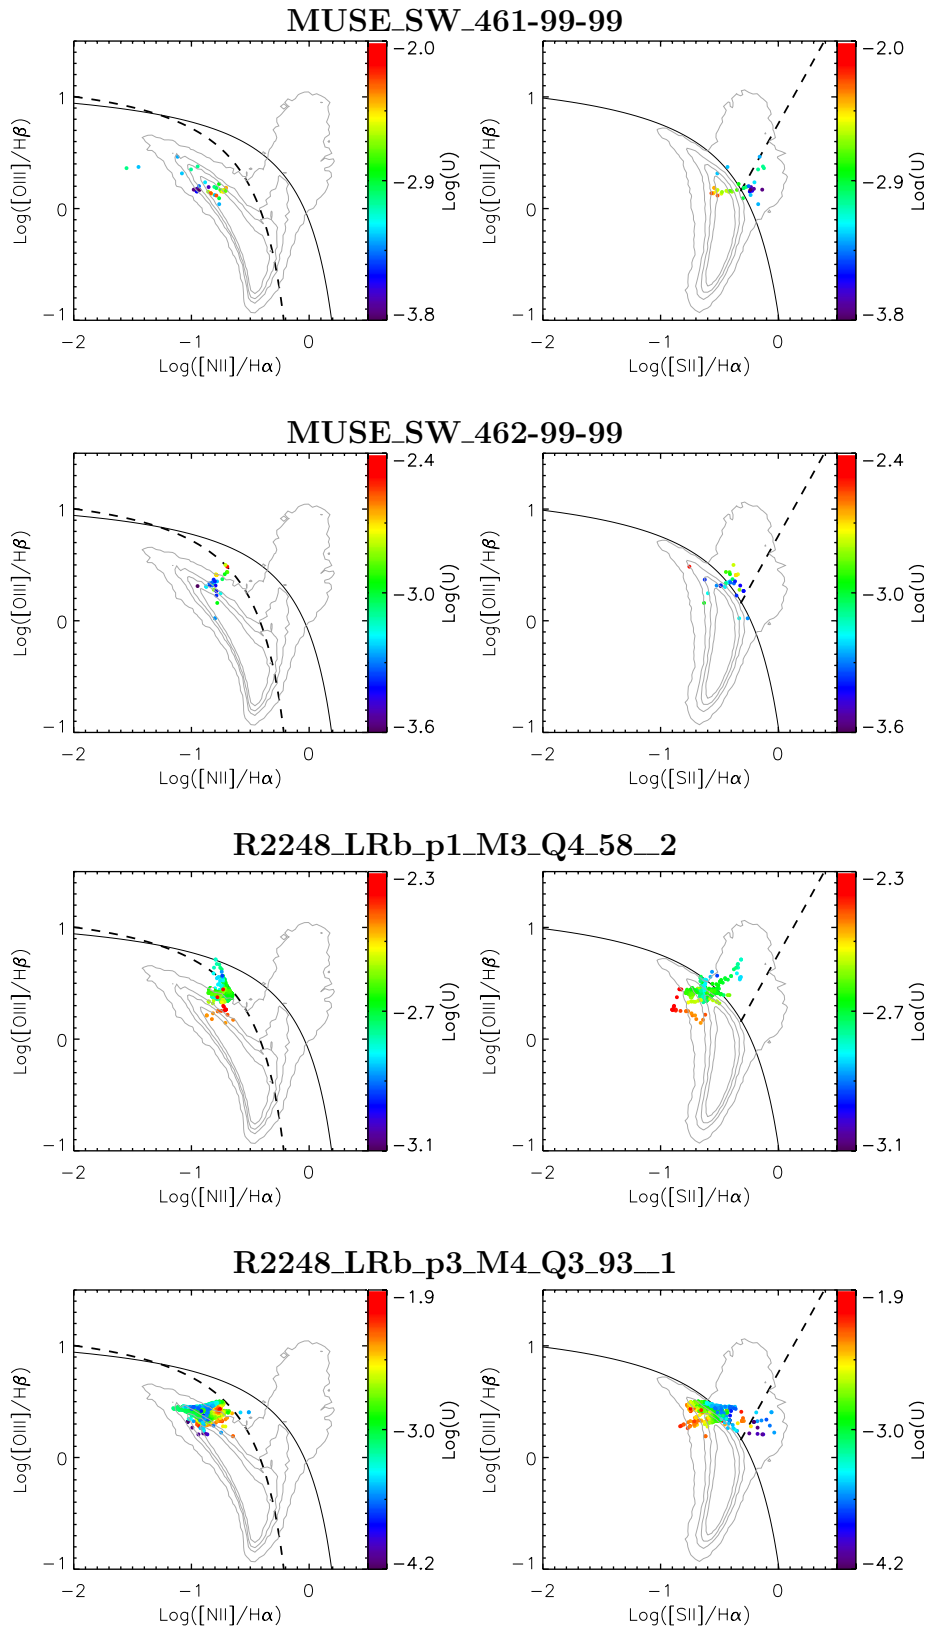 MUSE_SW_461-99-99
1
0
−1
−2
−1
0
Log([OIII]/Hβ)
Log([NII]/Hα)
−2.0
−2.9
−3.8
Log(U)
1
0
−1
−2
−1
0
Log([OIII]/Hβ)
Log([SII]/Hα)
−2.0
−2.9
−3.8
Log(U)
MUSE_SW_462-99-99
1
0
−1
−2
−1
0
Log([OIII]/Hβ)
Log([NII]/Hα)
−2.4
−3.0
−3.6
Log(U)
1
0
−1
−2
−1
0
Log([OIII]/Hβ)
Log([SII]/Hα)
−2.4
−3.0
−3.6
Log(U)
R2248_LRb_p1_M3_Q4_58__2
1
0
−1
−2
−1
0
Log([OIII]/Hβ)
Log([NII]/Hα)
−2.3
−2.7
−3.1
Log(U)
1
0
−1
−2
−1
0
Log([OIII]/Hβ)
Log([SII]/Hα)
−2.3
−2.7
−3.1
Log(U)
R2248_LRb_p3_M4_Q3_93__1
1
0
−1
−2
−1
0
Log([OIII]/Hβ)
Log([NII]/Hα)
−1.9
−3.0
−4.2
Log(U)
1
0
−1
−2
−1
0
Log([OIII]/Hβ)
Log([SII]/Hα)
−1.9
−3.0
−4.2
Log(U)